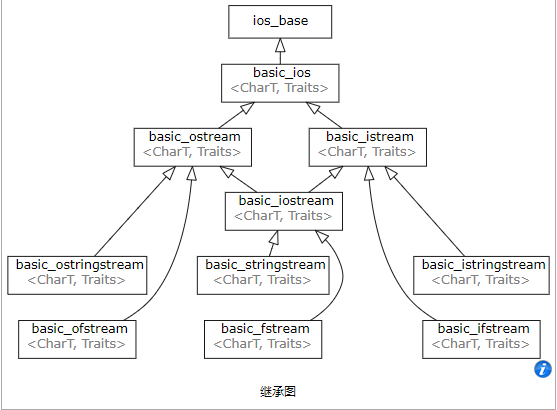 ios_base
basic_ios
<CharT, Traits>
basic_ostream
<CharT, Traits>
basic_istream
<CharT, Traits>
basic_iostream
<CharT, Traits>
basic_ostringstream
<CharT, Traits>
basic_stringstream
<CharT, Traits>
basic_istringstream
<CharT, Traits>
basic_ofstream
<CharT, Traits>
basic_fstream
<CharT, Traits>
basic_ifstream
<CharT, Traits>
i
继承图